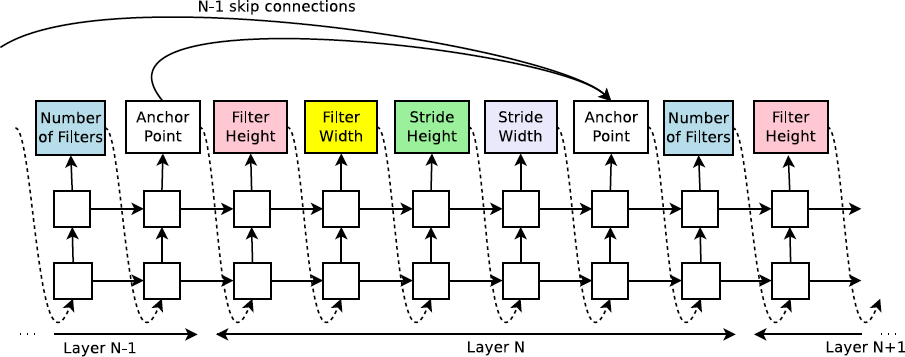 N-1 skip connections
Number
of Filters
Anchor
Point
Filter
Height
Filter
Width
Stride
Height
Stride
Width
Anchor
Point
Number
of Filters
Filter
Height
...
Layer N-1
Layer N
Layer N+1
...